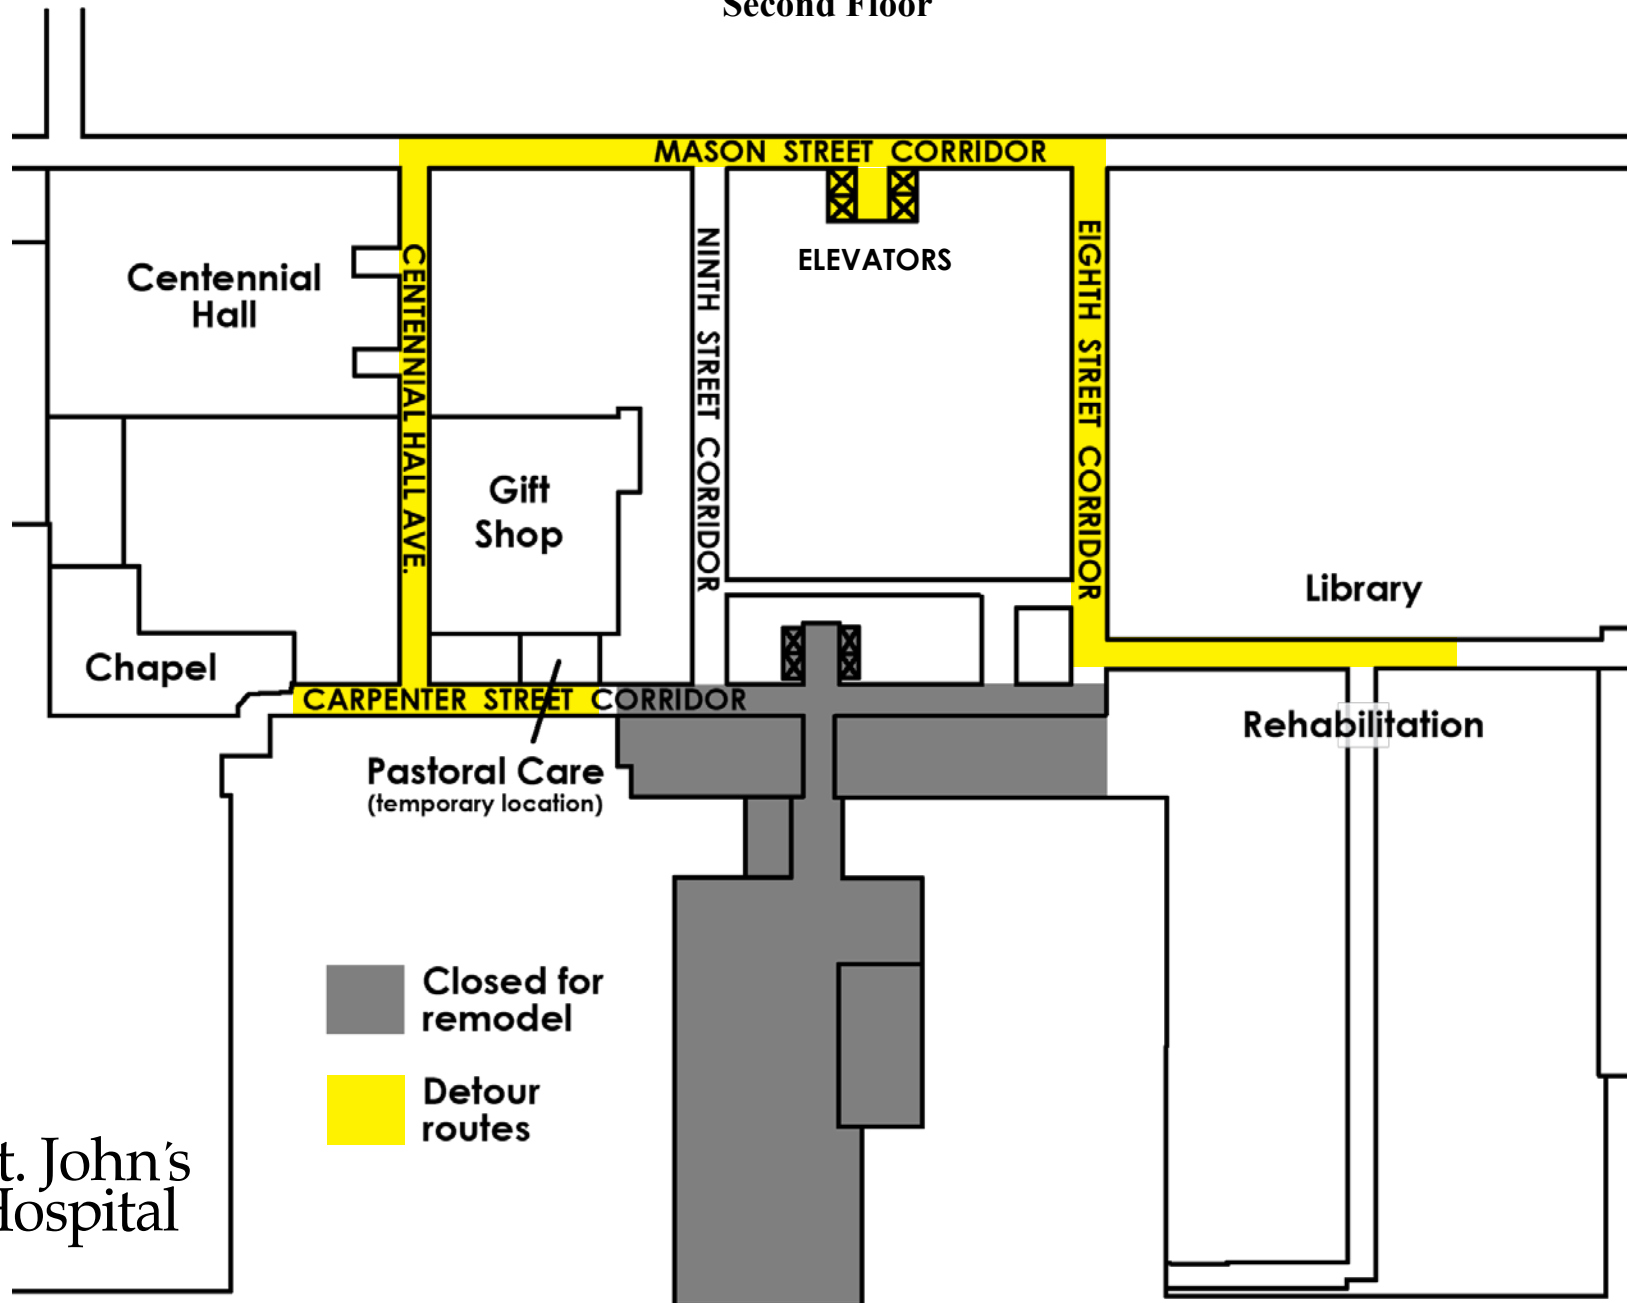 Second Floor
MASON STREET CORRIDOR
ELEVATORS
Centennial
Hall
CENTENNIAL HALL AVE.
NINTH STREET CORRIDOR
EIGHTH STREET CORRIDOR
Gift
Shop
Library
Chapel
CARPENTER STREET CORRIDOR
Rehabilitation
Pastoral Care
(temporary location)
Closed for
remodel
Detour
routes
t. John's
Hospital